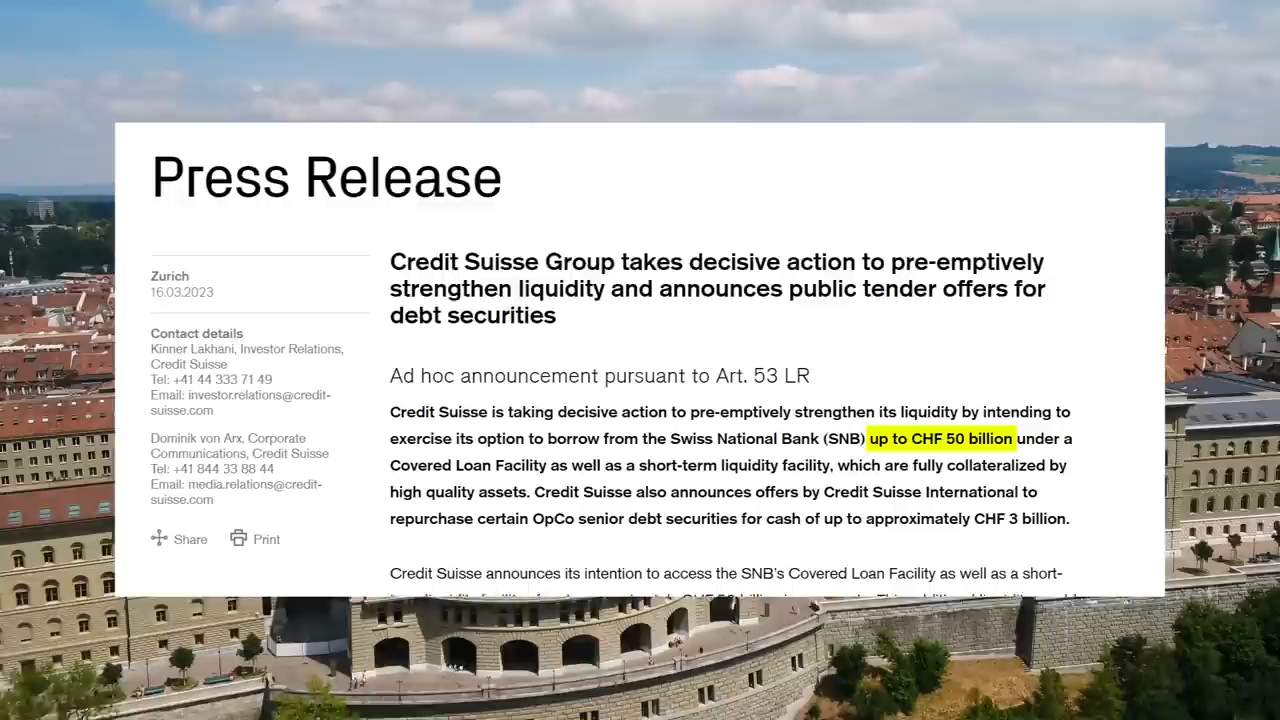 Press Release
Zurich
16.03.2023
Contact details
Kinner Lakhani, Investor Relations,
Credit Suisse
Tel: +41 44 333 71 49
Email: investor.relations@credit-
suisse.com
Dominik von Arx, Corporate
Communications, Credit Suisse
Tel: +41 844 33 88 44
Email: media.relations@credit-
suisse.com
Share
Print
Credit Suisse Group takes decisive action to pre-emptively
strengthen liquidity and announces public tender offers for
debt securities
Ad hoc announcement pursuant to Art. 53 LR
Credit Suisse is taking decisive action to pre-emptively strengthen its liquidity by intending to
exercise its option to borrow from the Swiss National Bank (SNB) up to CHF 50 billion under a
Covered Loan Facility as well as a short-term liquidity facility, which are fully collateralized by
high quality assets. Credit Suisse also announces offers by Credit Suisse International to
repurchase certain OpCo senior debt securities for cash of up to approximately CHF 3 billion.
Credit Suisse announces its intention to access the SNB's Covered Loan Facility as well as a short-